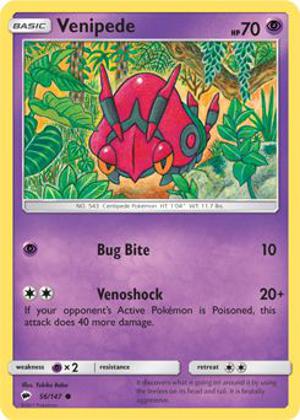 BASIC Venipede HP70
NO. 543 Centipede Pokémon HT: 1'04" WT: 11.7 lbs.
Bug Bite 10
Venoshock 20+
If your opponent's Active Pokémon is Poisoned, this
attack does 40 more damage.
weakness ×2 resistance retreat
Illus. Yukiko Baba
56/147
It discovers what is going on around it by using
the feelers on its head and tail. It is brutally
aggressive.
©2017 Pokémon